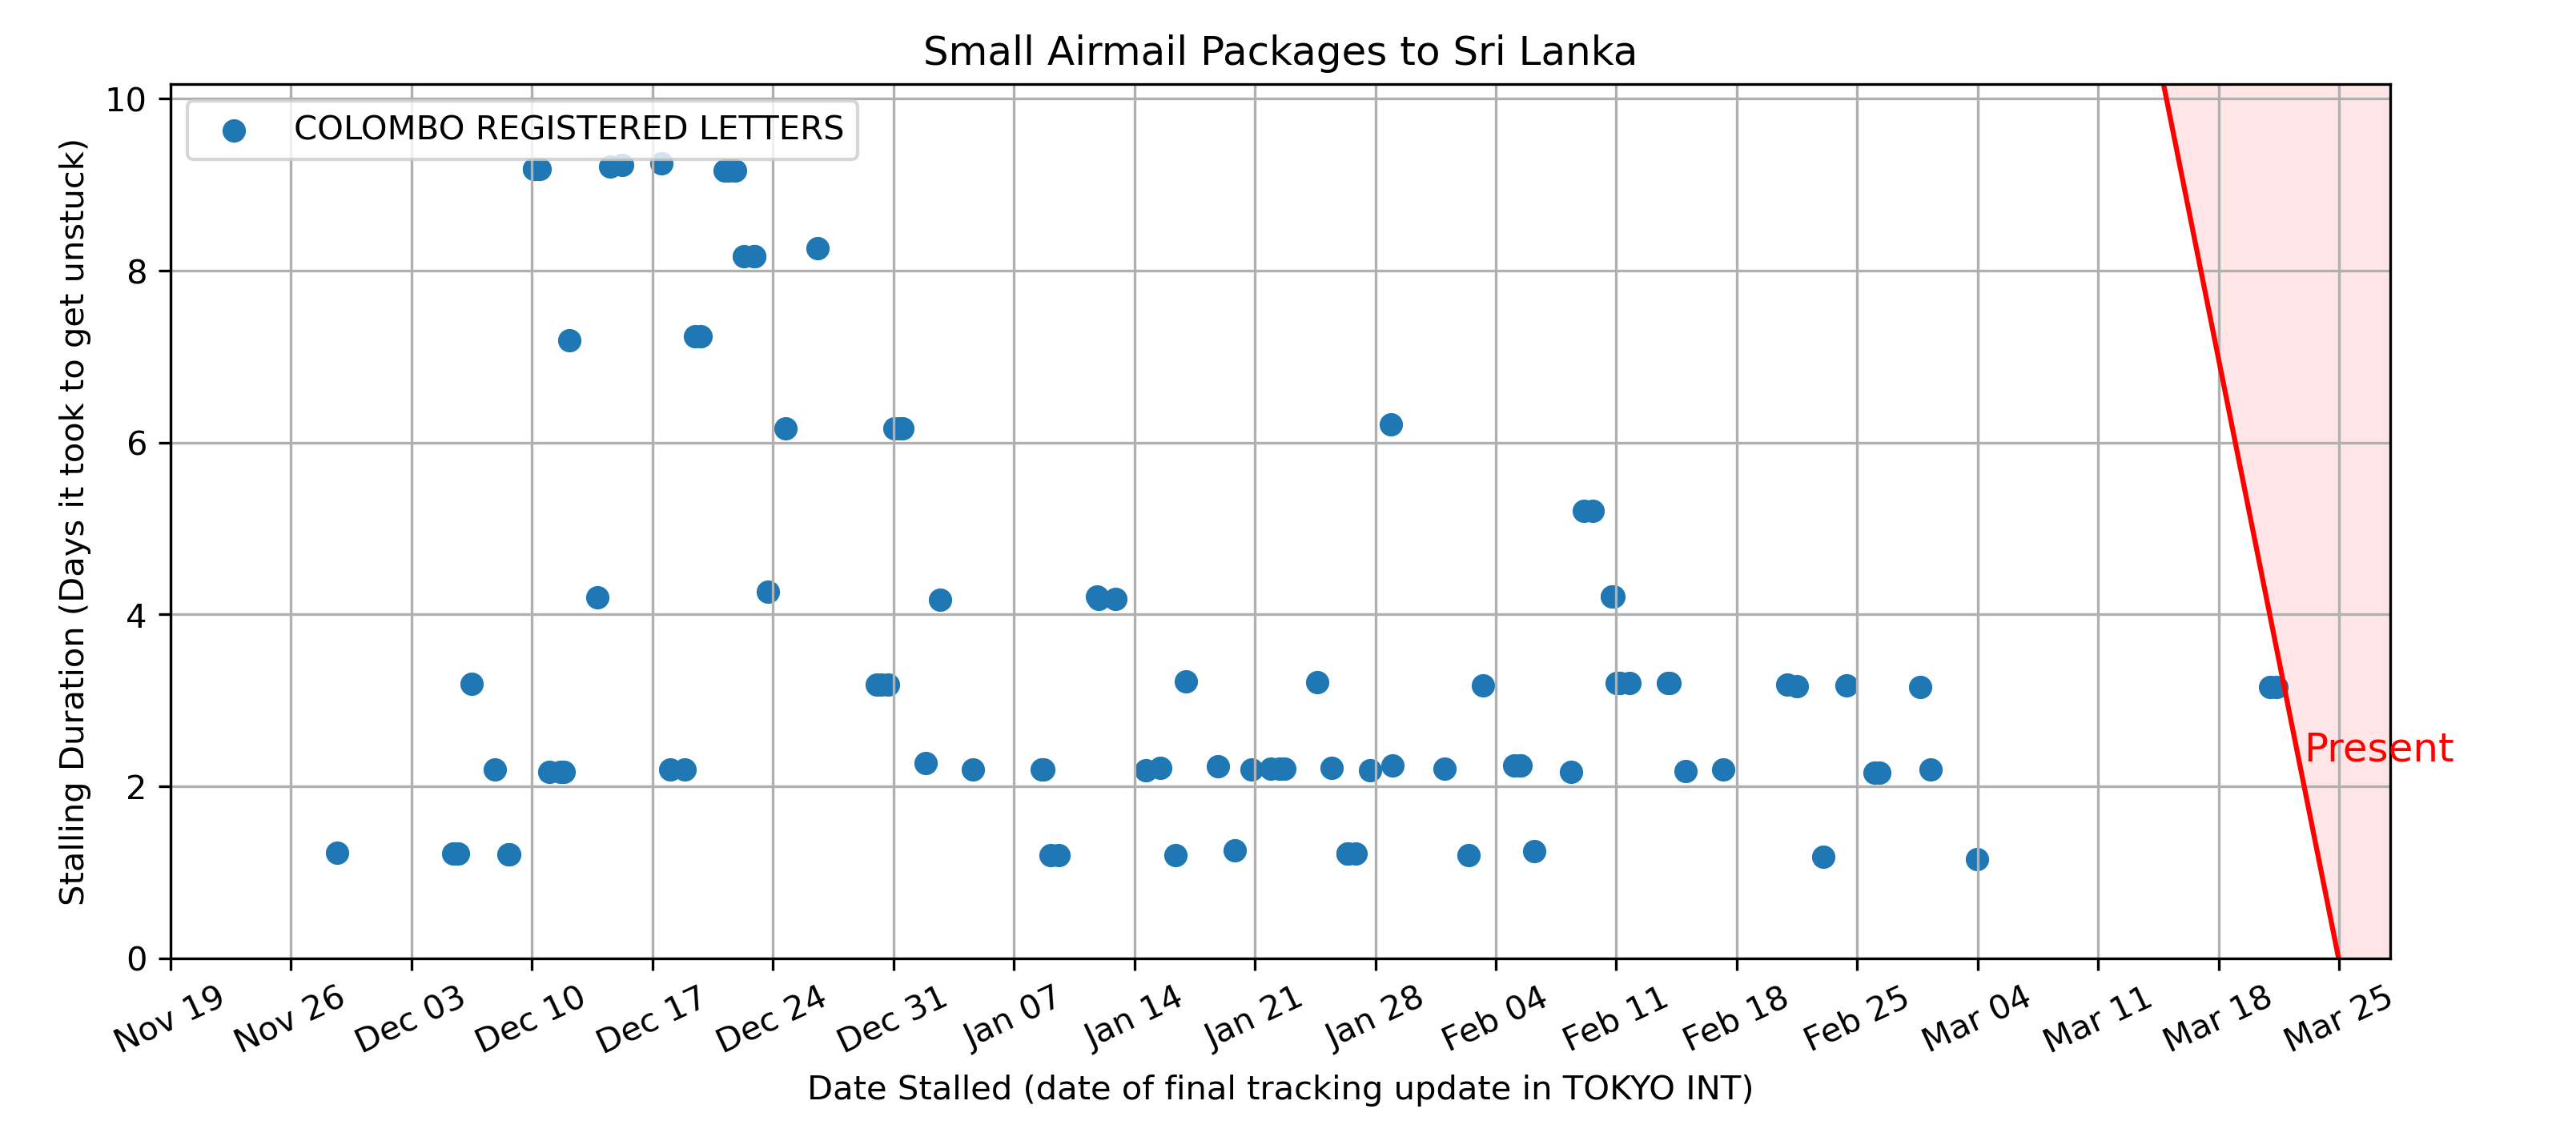 Small Airmail Packages to Sri Lanka
COLOMBO REGISTERED LETTERS
Stalling Duration (Days it took to get unstuck)
10
8
6
4
2
0
Present
Nov 19 Nov 26 Dec 03 Dec 10 Dec 17 Dec 24 Dec 31 Jan 07 Jan 14 Jan 21 Jan 28 Feb 04 Feb 11 Feb 18 Feb 25 Mar 04 Mar 11 Mar 18 Mar 25
Date Stalled (date of final tracking update in TOKYO INT)